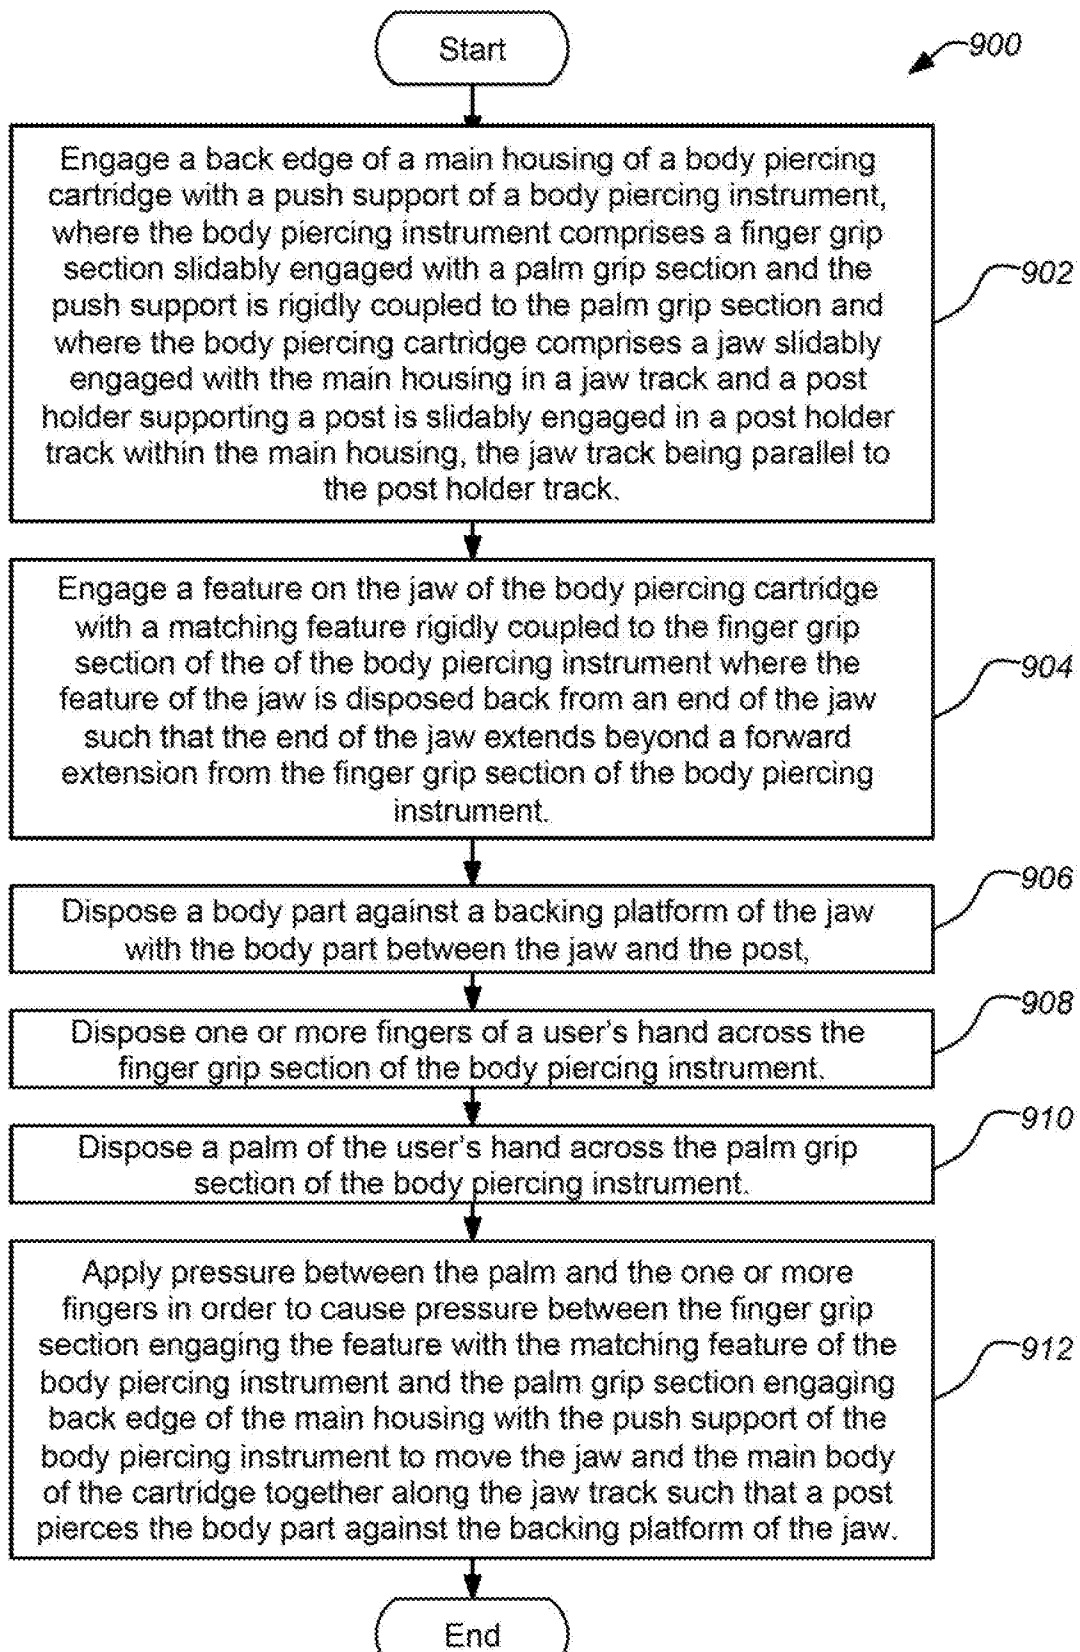 Start
900
Engage a back edge of a main housing of a body piercing
cartridge with a push support of a body piercing instrument,
where the body piercing instrument comprises a finger grip
section slidably engaged with a palm grip section and the
push support is rigidly coupled to the palm grip section and
where the body piercing cartridge comprises a jaw slidably
engaged with the main housing in a jaw track and a post
holder supporting a post is slidably engaged in a post holder
track within the main housing, the jaw track being parallel to
the post holder track.
902
Engage a feature on the jaw of the body piercing cartridge
with a matching feature rigidly coupled to the finger grip
section of the of the body piercing instrument where the
feature of the jaw is disposed back from an end of the jaw
such that the end of the jaw extends beyond a forward
extension from the finger grip section of the body piercing
instrument.
904
Dispose a body part against a backing platform of the jaw
with the body part between the jaw and the post,
906
Dispose one or more fingers of a user's hand across the
finger grip section of the body piercing instrument.
908
Dispose a palm of the user's hand across the palm grip
section of the body piercing instrument.
910
Apply pressure between the palm and the one or more
fingers in order to cause pressure between the finger grip
section engaging the feature with the matching feature of the
body piercing instrument and the palm grip section engaging
back edge of the main housing with the push support of the
body piercing instrument to move the jaw and the main body
of the cartridge together along the jaw track such that a post
pierces the body part against the backing platform of the jaw.
912
End